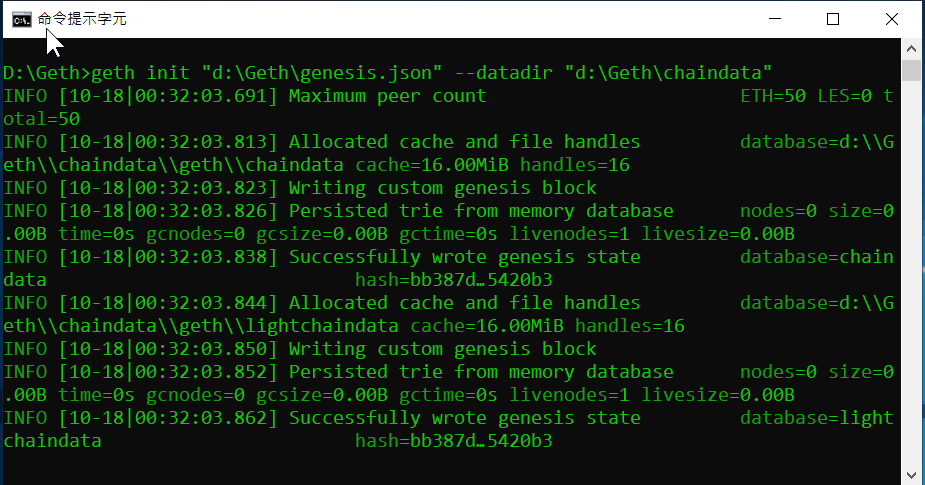 命令提示字元
D:\Geth>geth init "d:\Geth\genesis.json" --datadir "d:\Geth\chaindata"
INFO [10-18|00:32:03.691] Maximum peer count                       ETH=50 LES=0 t
otal=50
INFO [10-18|00:32:03.813] Allocated cache and file handles         database=d:\\G
eth\\chaindata\\geth\\chaindata cache=16.00MiB handles=16
INFO [10-18|00:32:03.823] Writing custom genesis block
INFO [10-18|00:32:03.826] Persisted trie from memory database      nodes=0 size=0
.00B time=0s gcnodes=0 gcsize=0.00B gctime=0s livenodes=1 livesize=0.00B
INFO [10-18|00:32:03.838] Successfully wrote genesis state         database=chain
data                       hash=bb387d…5420b3
INFO [10-18|00:32:03.844] Allocated cache and file handles         database=d:\\G
eth\\chaindata\\geth\\lightchaindata cache=16.00MiB handles=16
INFO [10-18|00:32:03.850] Writing custom genesis block
INFO [10-18|00:32:03.852] Persisted trie from memory database      nodes=0 size=0
.00B time=0s gcnodes=0 gcsize=0.00B gctime=0s livenodes=1 livesize=0.00B
INFO [10-18|00:32:03.862] Successfully wrote genesis state         database=light
chaindata                       hash=bb387d…5420b3